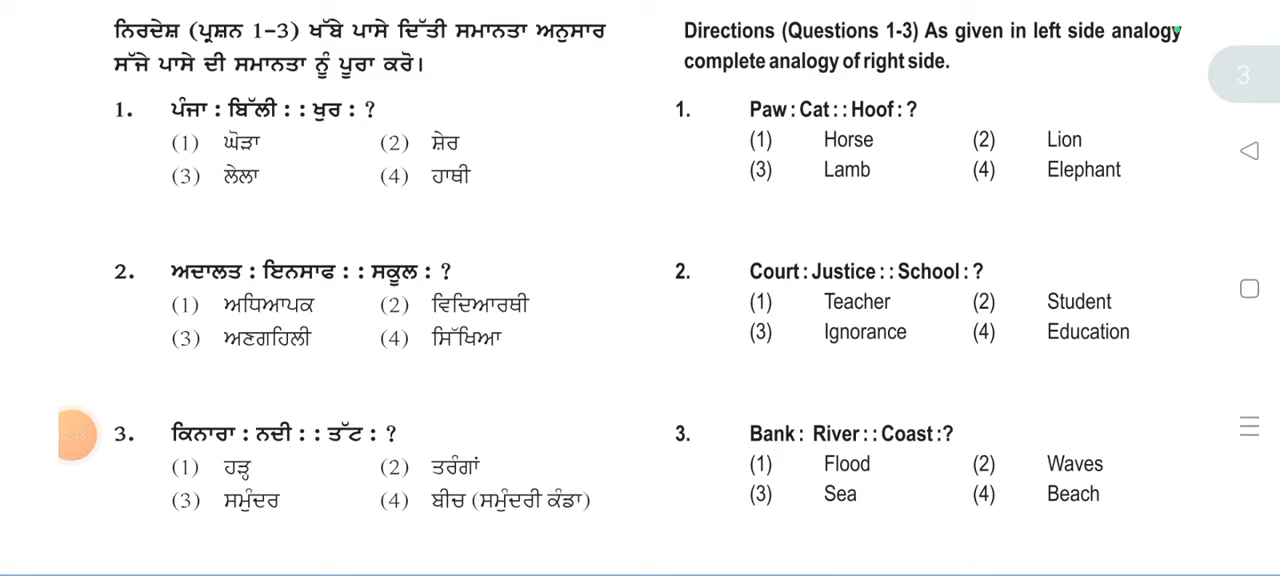 ਨਿਰਦੇਸ਼ (ਪ੍ਰਸ਼ਨ 1-3) ਖੱਬੇ ਪਾਸੇ ਦਿੱਤੀ ਸਮਾਨਤਾ ਅਨੁਸਾਰ
ਸੱਜੇ ਪਾਸੇ ਦੀ ਸਮਾਨਤਾ ਨੂੰ ਪੂਰਾ ਕਰੋ।
1. ਪੰਜਾ : ਬਿੱਲੀ : : ਖੁਰ : ?
(1) ਘੋੜਾ (2) ਸ਼ੇਰ
(3) ਲੇਲਾ (4) ਹਾਥੀ
2. ਅਦਾਲਤ : ਇਨਸਾਫ : : ਸਕੂਲ : ?
(1) ਅਧਿਆਪਕ (2) ਵਿਦਿਆਰਥੀ
(3) ਅਣਗਹਿਲੀ (4) ਸਿੱਖਿਆ
3. ਕਿਨਾਰਾ : ਨਦੀ : : ਤੱਟ : ?
(1) ਹੜ੍ਹ (2) ਤਰੰਗਾਂ
(3) ਸਮੁੰਦਰ (4) ਬੀਚ (ਸਮੁੰਦਰੀ ਕੰਡਾ)
Directions (Questions 1-3) As given in left side analogy
complete analogy of right side.
1. Paw : Cat : : Hoof : ?
(1) Horse (2) Lion
(3) Lamb (4) Elephant
2. Court : Justice : : School : ?
(1) Teacher (2) Student
(3) Ignorance (4) Education
3. Bank : River : : Coast :?
(1) Flood (2) Waves
(3) Sea (4) Beach
3